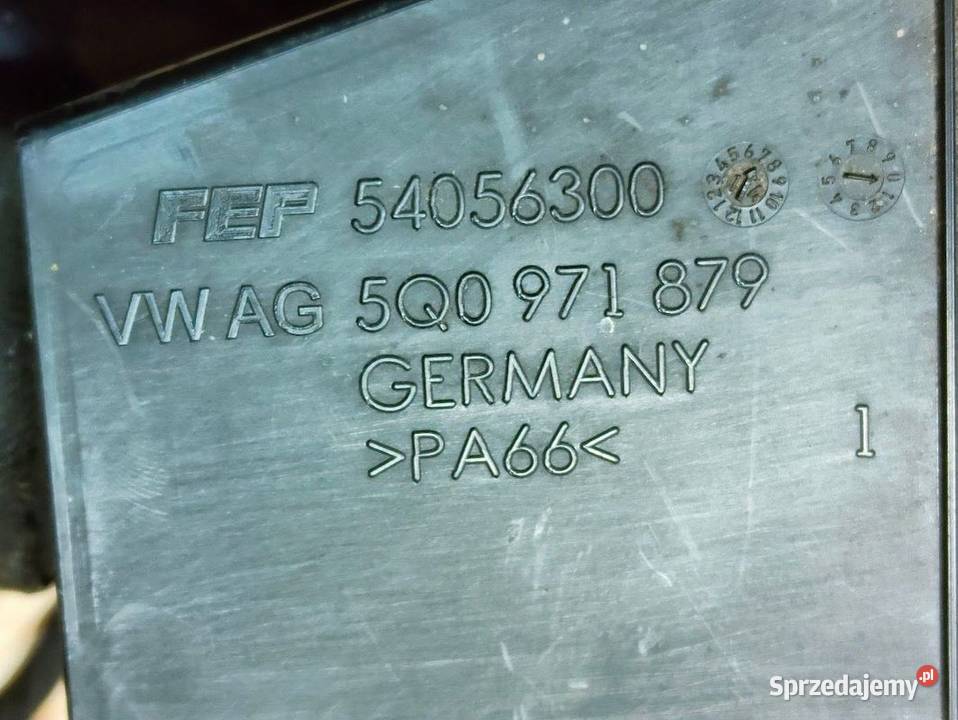 FEP 54056300
VW AG 5Q0 971 879
GERMANY
>PA66<
1
Sprzedajemy.pl